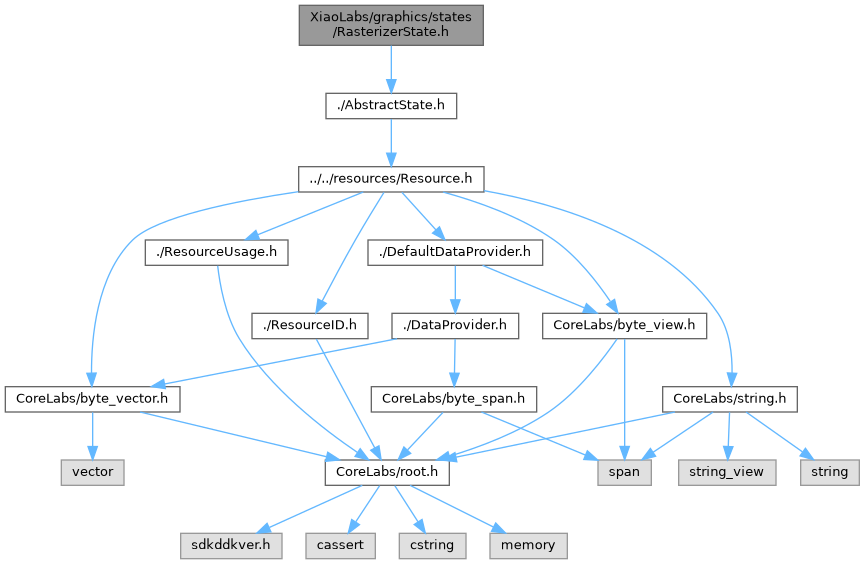 XiaoLabs/graphics/states
/RasterizerState.h
./AbstractState.h
../../resources/Resource.h
./ResourceUsage.h
./DefaultDataProvider.h
./ResourceID.h
./DataProvider.h
CoreLabs/byte_view.h
CoreLabs/byte_vector.h
CoreLabs/byte_span.h
CoreLabs/string.h
vector
CoreLabs/root.h
span
string_view
string
sdkddkver.h
cassert
cstring
memory